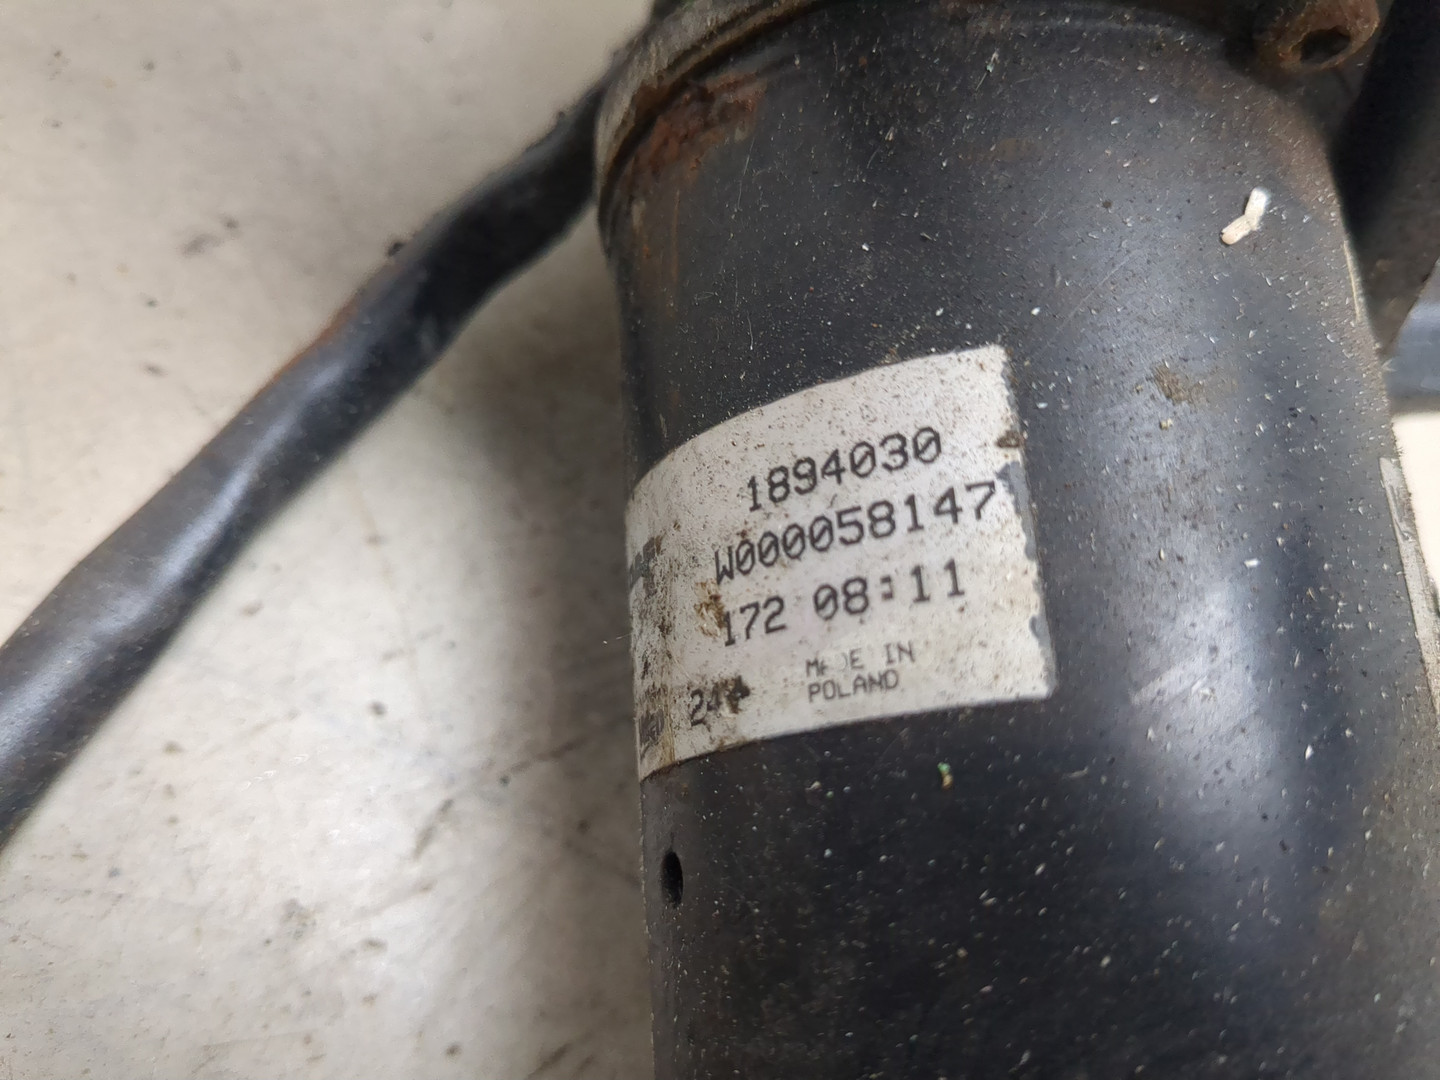 1894030
W000058147
172 08:11
MADE IN
POLAND